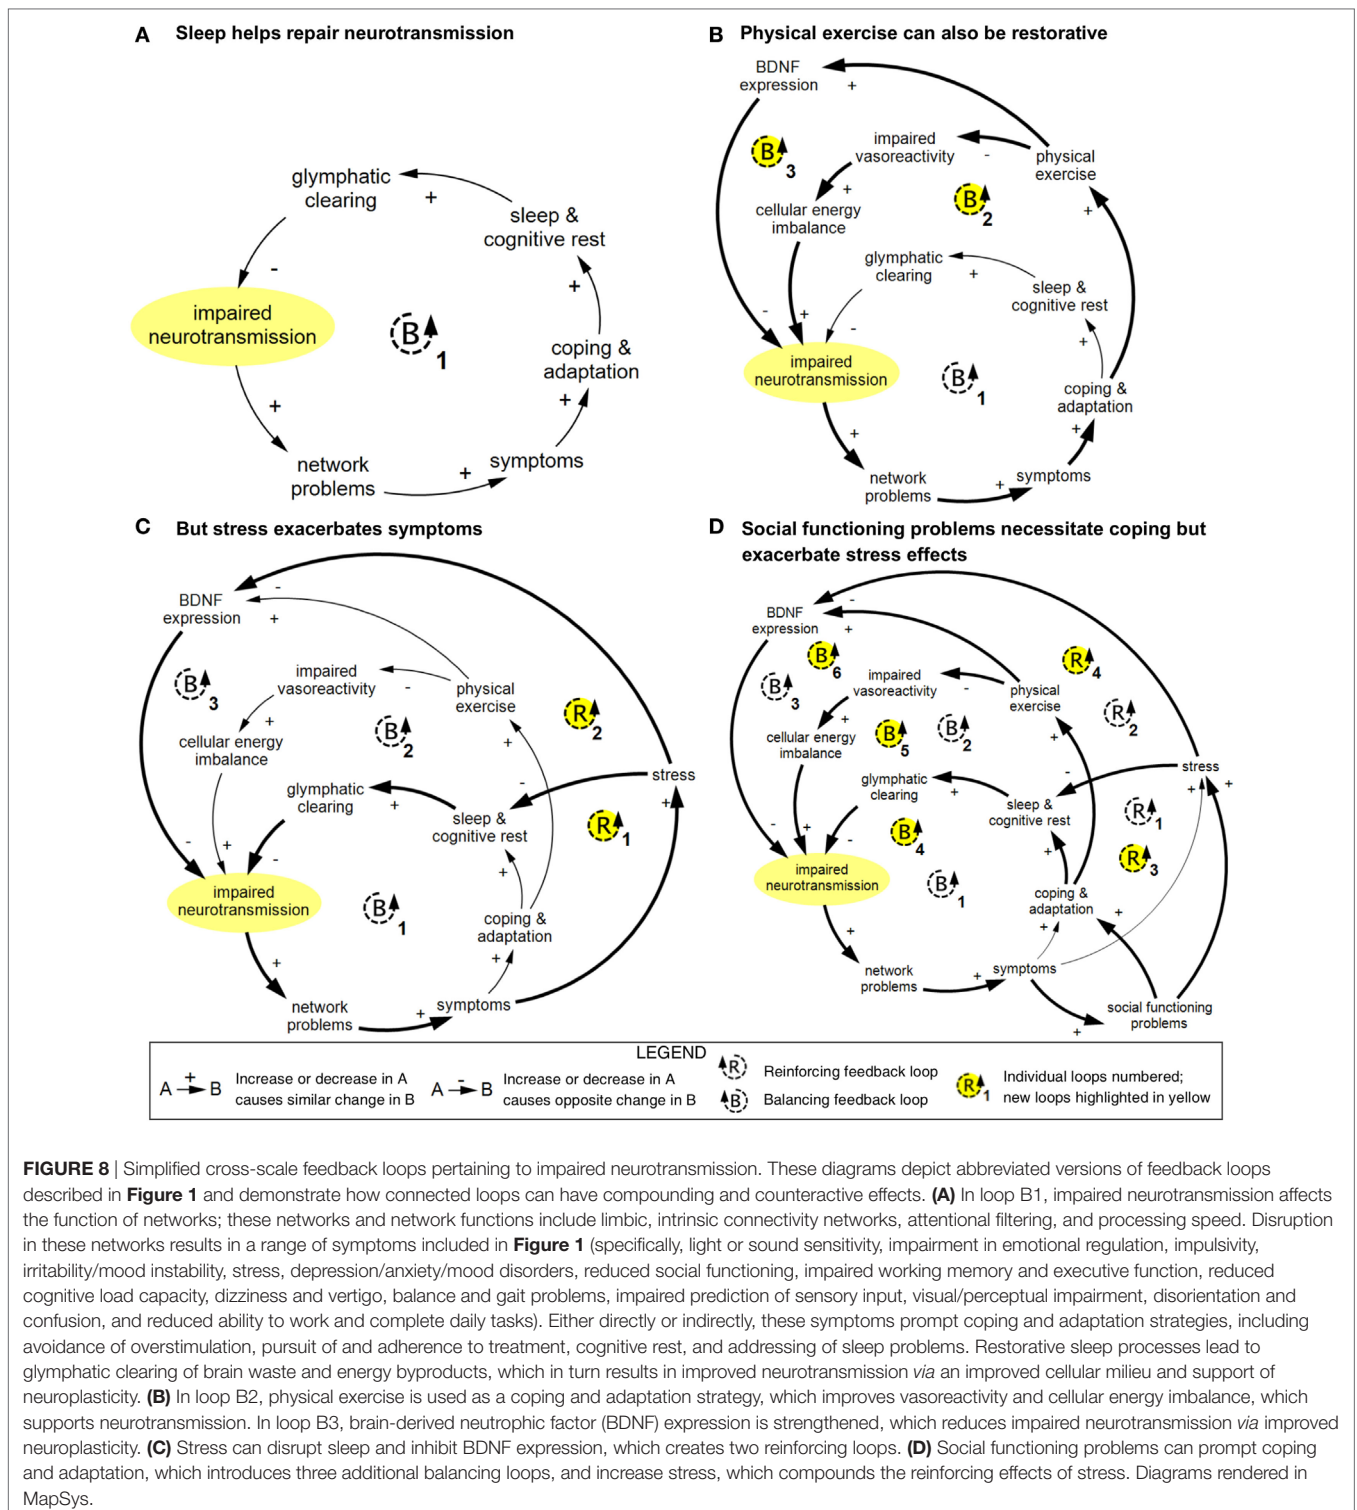 A Sleep helps repair neurotransmission
glymphatic
clearing
+
sleep &
cognitive rest
-
+
impaired
neurotransmission
B
1
coping &
adaptation
+
+
network
problems
+
symptoms
B Physical exercise can also be restorative
BDNF
expression
+
impaired
vasoreactivity
-
physical
exercise
B
3
+
B
2
+
cellular energy
imbalance
glymphatic
clearing
+
sleep &
cognitive rest
-
+
-
+
impaired
neurotransmission
B
1
coping &
adaptation
+
+
network
problems
+
symptoms
C But stress exacerbates symptoms
-
BDNF
expression
+
impaired
vasoreactivity
-
physical
exercise
B
3
R
2
+
B
2
+
cellular energy
imbalance
stress
-
+
glymphatic
clearing
+
sleep &
cognitive rest
R
1
-
+
-
+
impaired
neurotransmission
B
1
coping &
adaptation
+
+
network
problems
+
symptoms
D Social functioning problems necessitate coping but
exacerbate stress effects
-
BDNF
expression
+
B
6
R
4
impaired
vasoreactivity
-
physical
exercise
B
3
R
2
+
B
5
B
2
+
cellular energy
imbalance
stress
-
+
+
glymphatic
clearing
+
sleep &
cognitive rest
R
1
-
+
-
B
4
+
R
3
impaired
neurotransmission
B
1
coping &
adaptation
+
+
+
network
problems
+
symptoms
+
social functioning
problems
LEGEND
A + B Increase or decrease in A
causes similar change in B
A - B Increase or decrease in A
causes opposite change in B
R Reinforcing feedback loop
B Balancing feedback loop
R
1
Individual loops numbered;
new loops highlighted in yellow
FIGURE 8 | Simplified cross-scale feedback loops pertaining to impaired neurotransmission. These diagrams depict abbreviated versions of feedback loops
described in Figure 1 and demonstrate how connected loops can have compounding and counteractive effects. (A) In loop B1, impaired neurotransmission affects
the function of networks; these networks and network functions include limbic, intrinsic connectivity networks, attentional filtering, and processing speed. Disruption
in these networks results in a range of symptoms included in Figure 1 (specifically, light or sound sensitivity, impairment in emotional regulation, impulsivity,
irritability/mood instability, stress, depression/anxiety/mood disorders, reduced social functioning, impaired working memory and executive function, reduced
cognitive load capacity, dizziness and vertigo, balance and gait problems, impaired prediction of sensory input, visual/perceptual impairment, disorientation and
confusion, and reduced ability to work and complete daily tasks). Either directly or indirectly, these symptoms prompt coping and adaptation strategies, including
avoidance of overstimulation, pursuit of and adherence to treatment, cognitive rest, and addressing of sleep problems. Restorative sleep processes lead to
glymphatic clearing of brain waste and energy byproducts, which in turn results in improved neurotransmission via an improved cellular milieu and support of
neuroplasticity. (B) In loop B2, physical exercise is used as a coping and adaptation strategy, which improves vasoreactivity and cellular energy imbalance, which
supports neurotransmission. In loop B3, brain-derived neutrophic factor (BDNF) expression is strengthened, which reduces impaired neurotransmission via improved
neuroplasticity. (C) Stress can disrupt sleep and inhibit BDNF expression, which creates two reinforcing loops. (D) Social functioning problems can prompt coping
and adaptation, which introduces three additional balancing loops, and increase stress, which compounds the reinforcing effects of stress. Diagrams rendered in
MapSys.